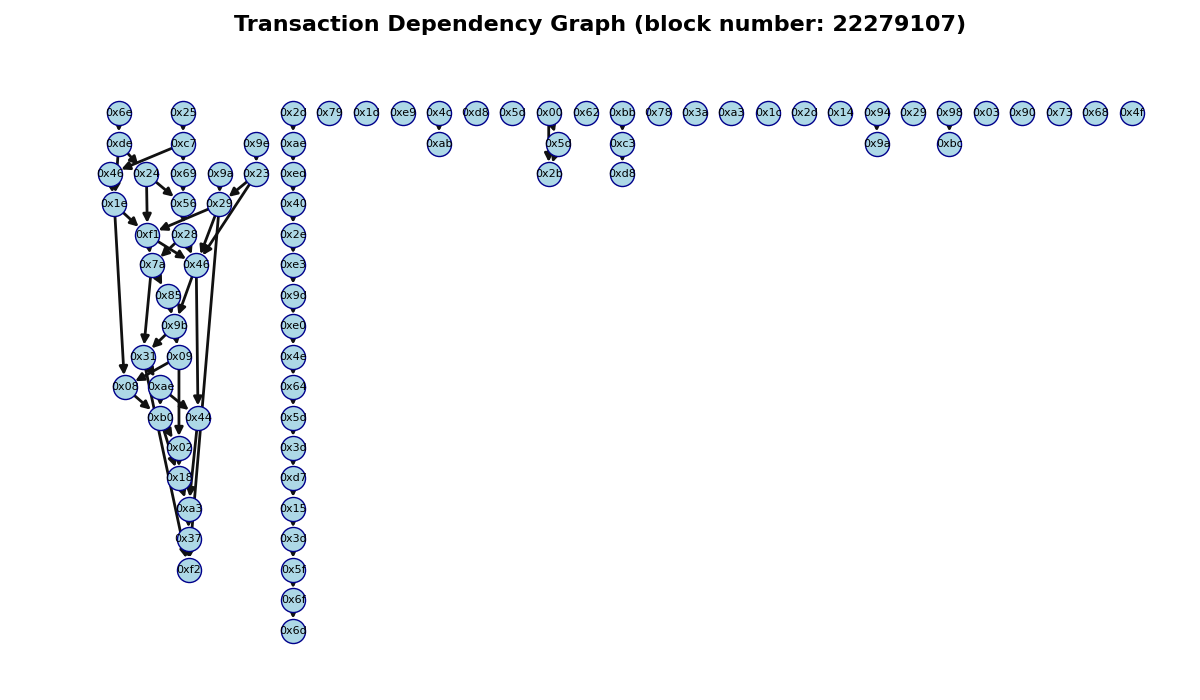 Transaction Dependency Graph (block number: 22279107)
0x6e 0x25 0x2d 0x79 0x1d 0xe9 0x4c 0xd8 0x5d 0x00 0x62 0xbb 0x78 0x3a 0xa3 0x1c 0x2d 0x14 0x94 0x29 0x98 0x03 0x90 0x73 0x68 0x4f
0xde 0xc7 0x9e 0xae 0xab 0x5d 0xc3 0x9a 0xbd
0x46 0x24 0x69 0x9a 0x23 0xed 0x2b 0xd8
0x1e 0x56 0x29 0x40
0xf1 0x28 0x2e
0x7a 0x46 0xe3
0x85 0x9d
0x9b 0xe0
0x31 0x09 0x4e
0x08 0xae 0x64
0xb0 0x44 0x5d
0x02 0x3d
0x18 0xd7
0xa3 0x15
0x37 0x3d
0xf2 0x5f
0x6f
0x6d